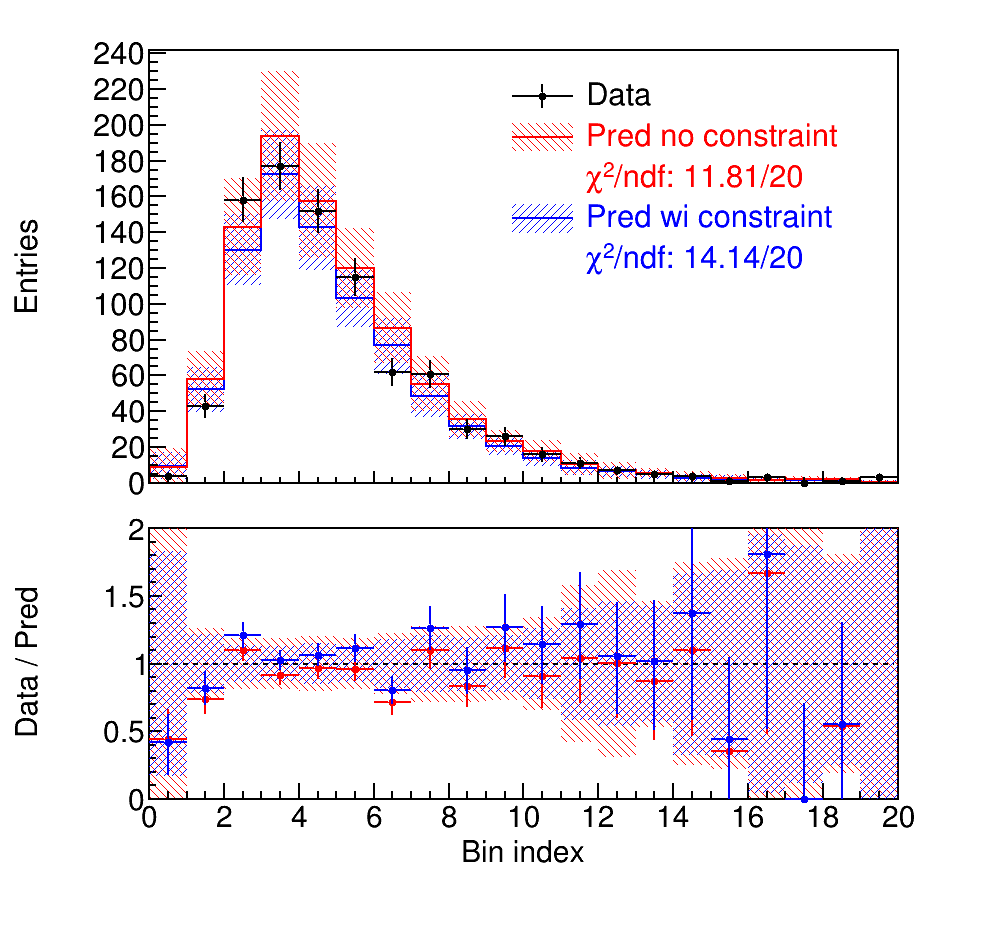 240
220
200
180
160
140
120
100
80
60
40
20
0
Entries
Data
Pred no constraint
χ²/ndf: 11.81/20
Pred wi constraint
χ²/ndf: 14.14/20
2
1.5
1
0.5
0
Data / Pred
0 2 4 6 8 10 12 14 16 18 20
Bin index